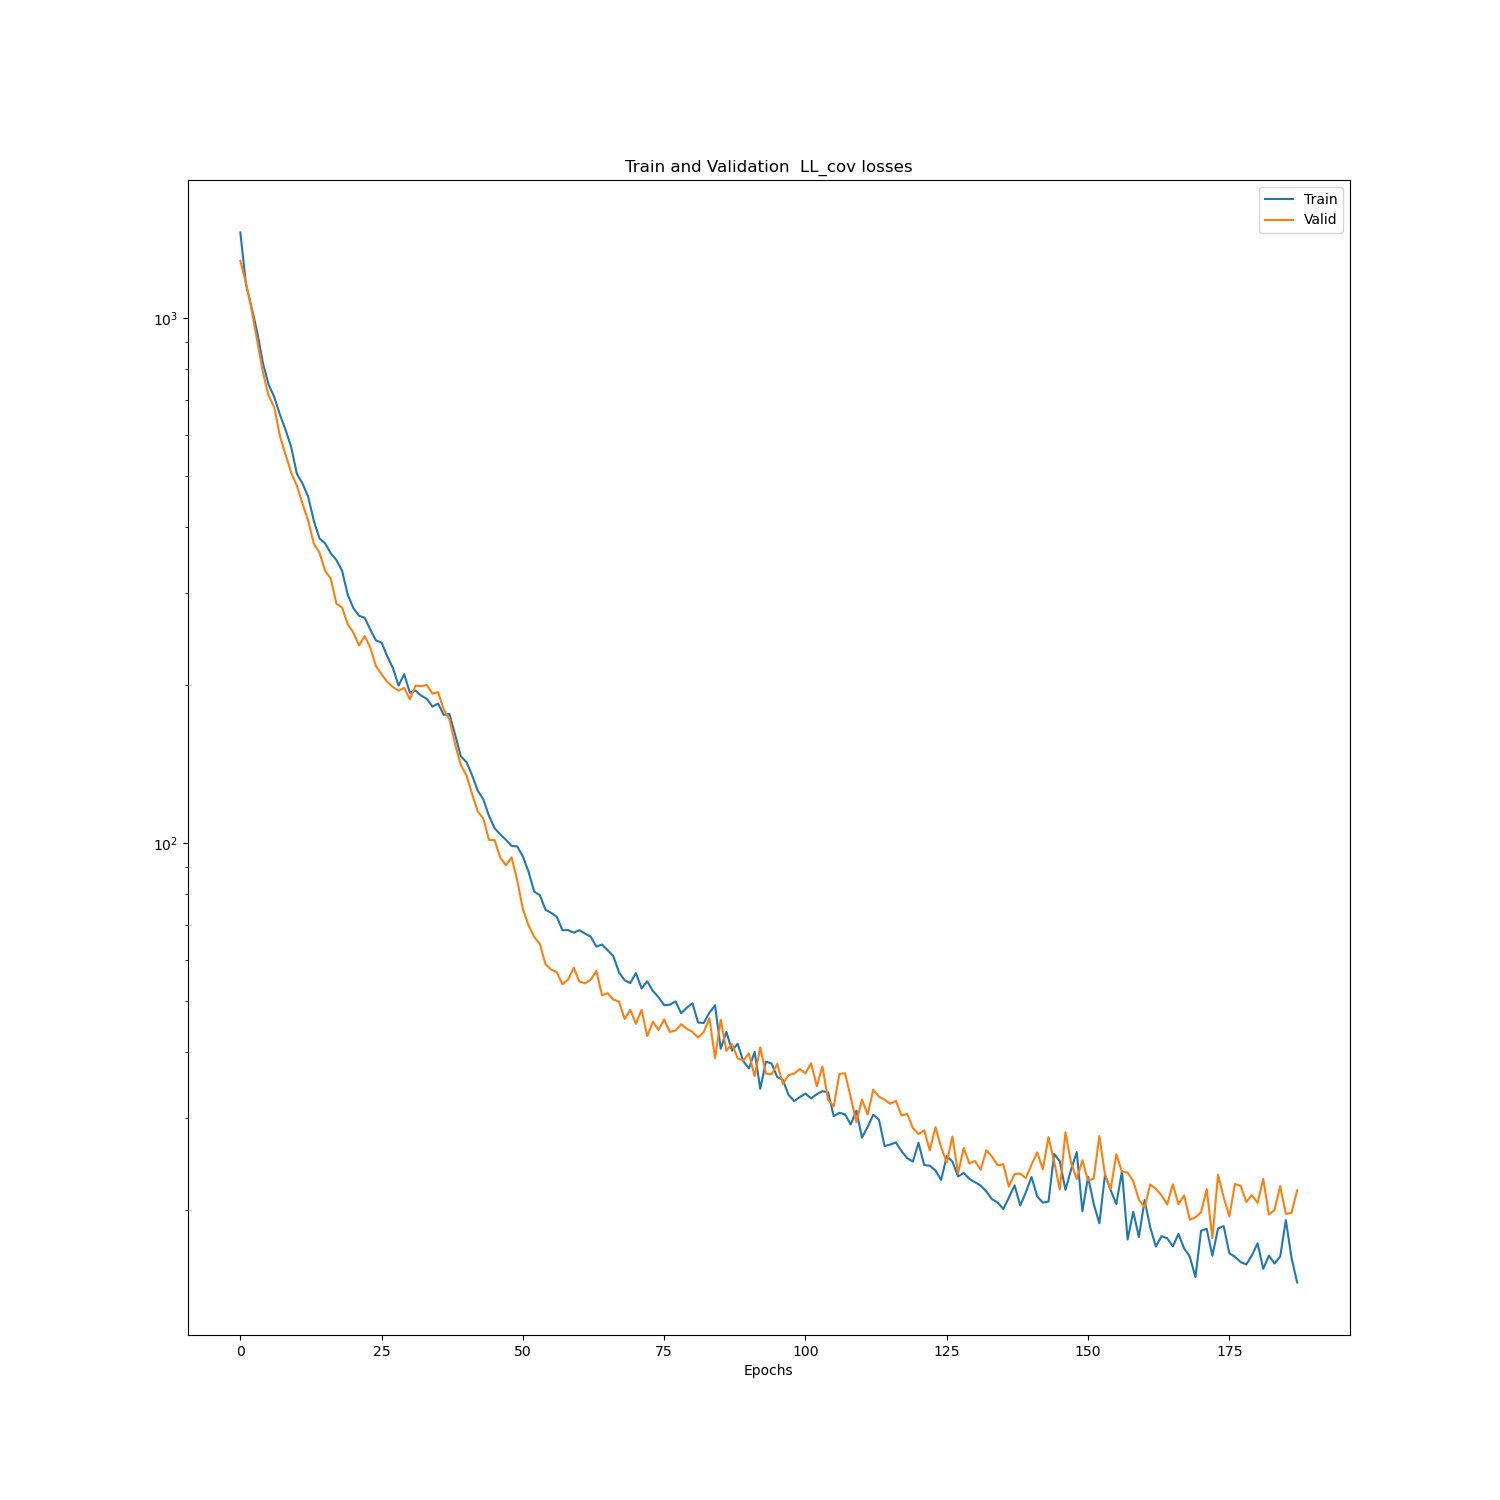 Train and Validation  LL_cov losses
Train
Valid
10³
10²
0 25 50 75 100 125 150 175
Epochs